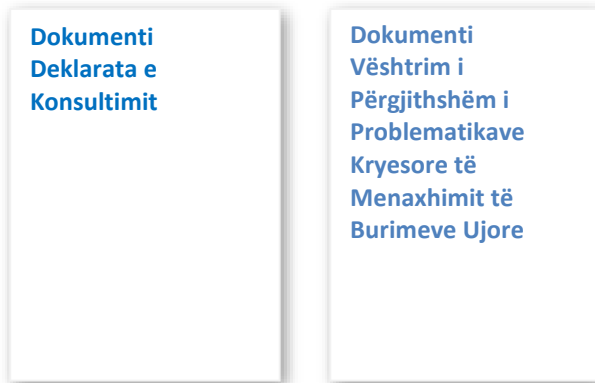 Dokumenti
Deklarata e
Konsultimit
Dokumenti
Vështrim i
Përgjithshëm i
Problematikave
Kryesore të
Menaxhimit të
Burimeve Ujore